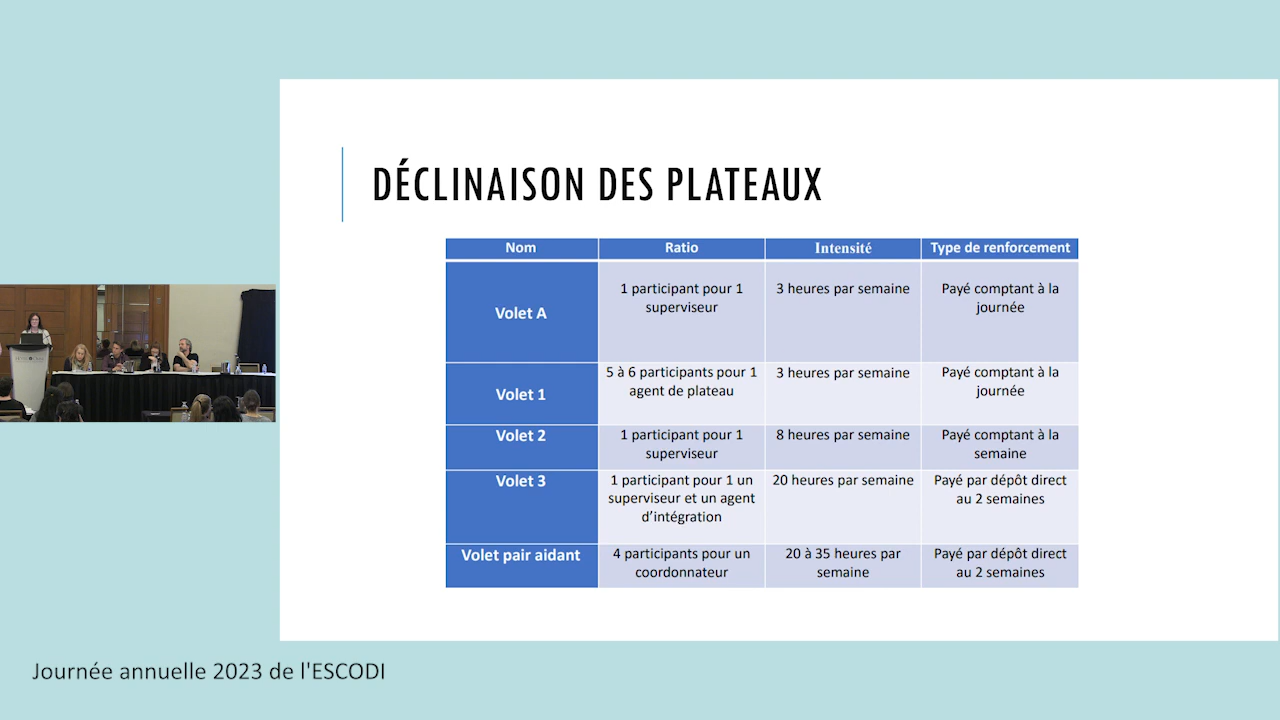 DÉCLINAISON DES PLATEAUX
Nom
Ratio
Intensité
Type de renforcement
Volet A
1 participant pour 1
superviseur
3 heures par semaine
Payé comptant à la
journée
Volet 1
5 à 6 participants pour 1
agent de plateau
3 heures par semaine
Payé comptant à la
journée
Volet 2
1 participant pour 1
superviseur
8 heures par semaine
Payé comptant à la
semaine
Volet 3
1 participant pour 1 un
superviseur et un agent
d’intégration
20 heures par semaine
Payé par dépôt direct
au 2 semaines
Volet pair aidant
4 participants pour un
coordonnateur
20 à 35 heures par
semaine
Payé par dépôt direct
au 2 semaines
Journée annuelle 2023 de l'ESCODI